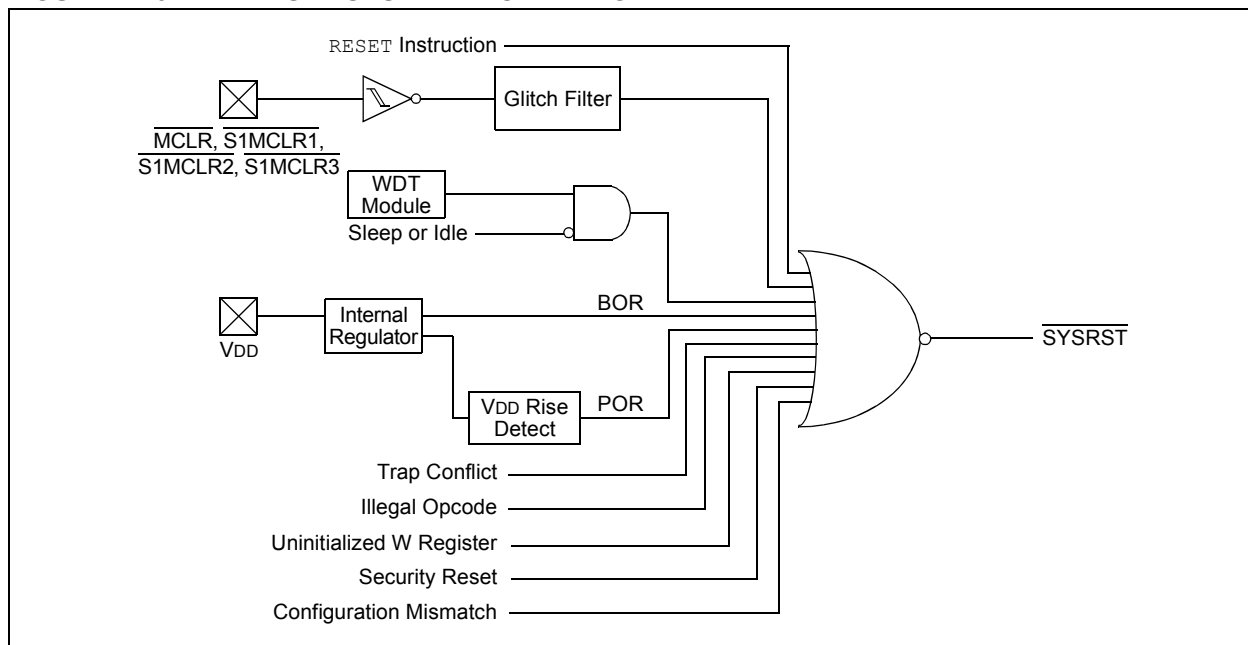 RESET Instruction
Glitch Filter
MCLR, S1MCLR1,
S1MCLR2, S1MCLR3
WDT
Module
Sleep or Idle
BOR
Internal
Regulator
VDD
SYSRST
VDD Rise
Detect
POR
Trap Conflict
Illegal Opcode
Uninitialized W Register
Security Reset
Configuration Mismatch